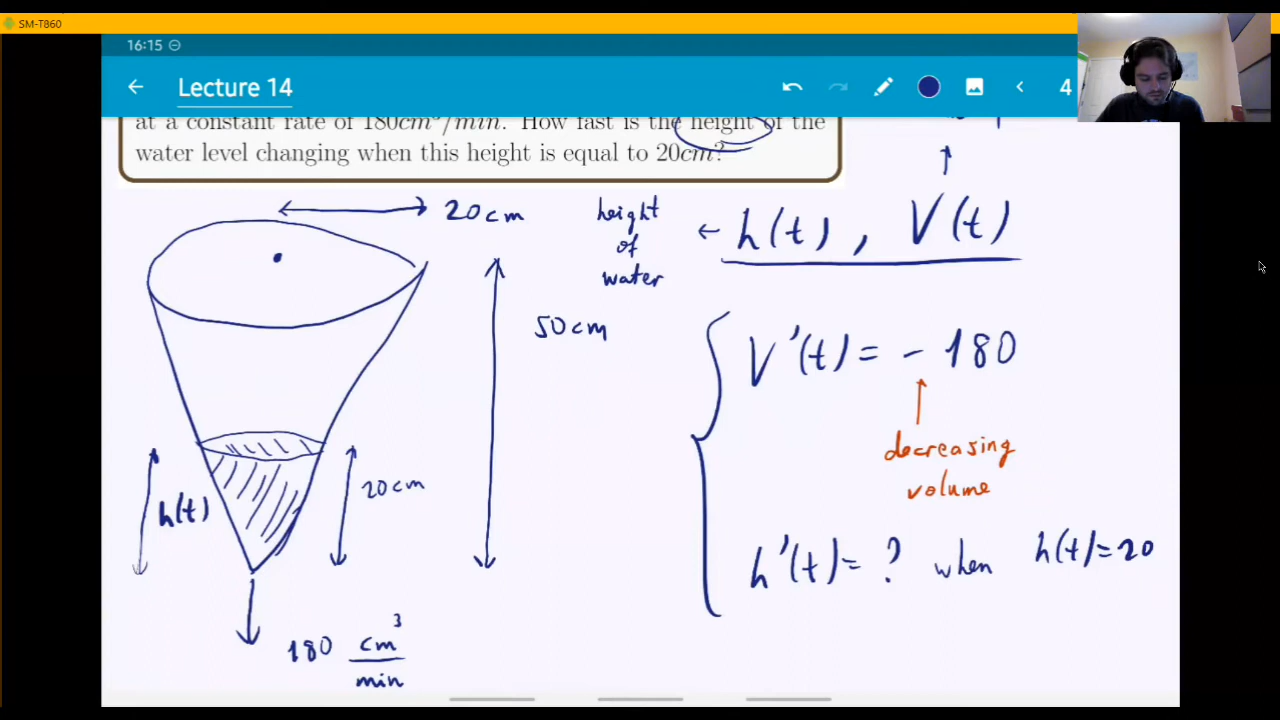 SM-T860
16:15
Lecture 14
4
at a constant rate of 180cm³/min. How fast is the height of the
water level changing when this height is equal to 20cm?
20cm
height
of
water
← h(t), V(t)
50cm
V'(t) = - 180
decreasing
volume
h(t)
20cm
h'(t) = ? when h(t)=20
180 cm³/min